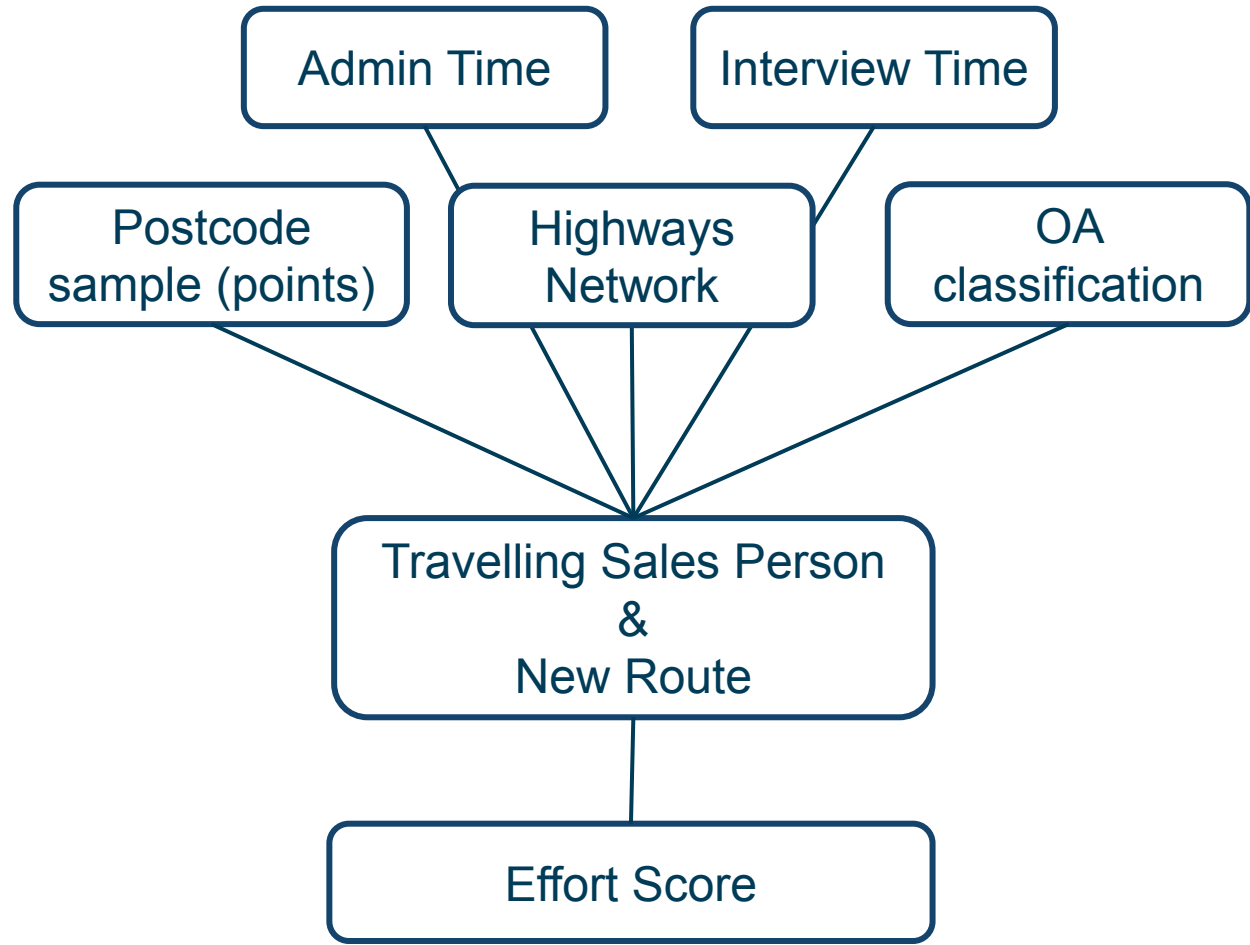 Admin Time
Interview Time
Postcode
sample (points)
Highways
Network
OA
classification
Travelling Sales Person
&
New Route
Effort Score